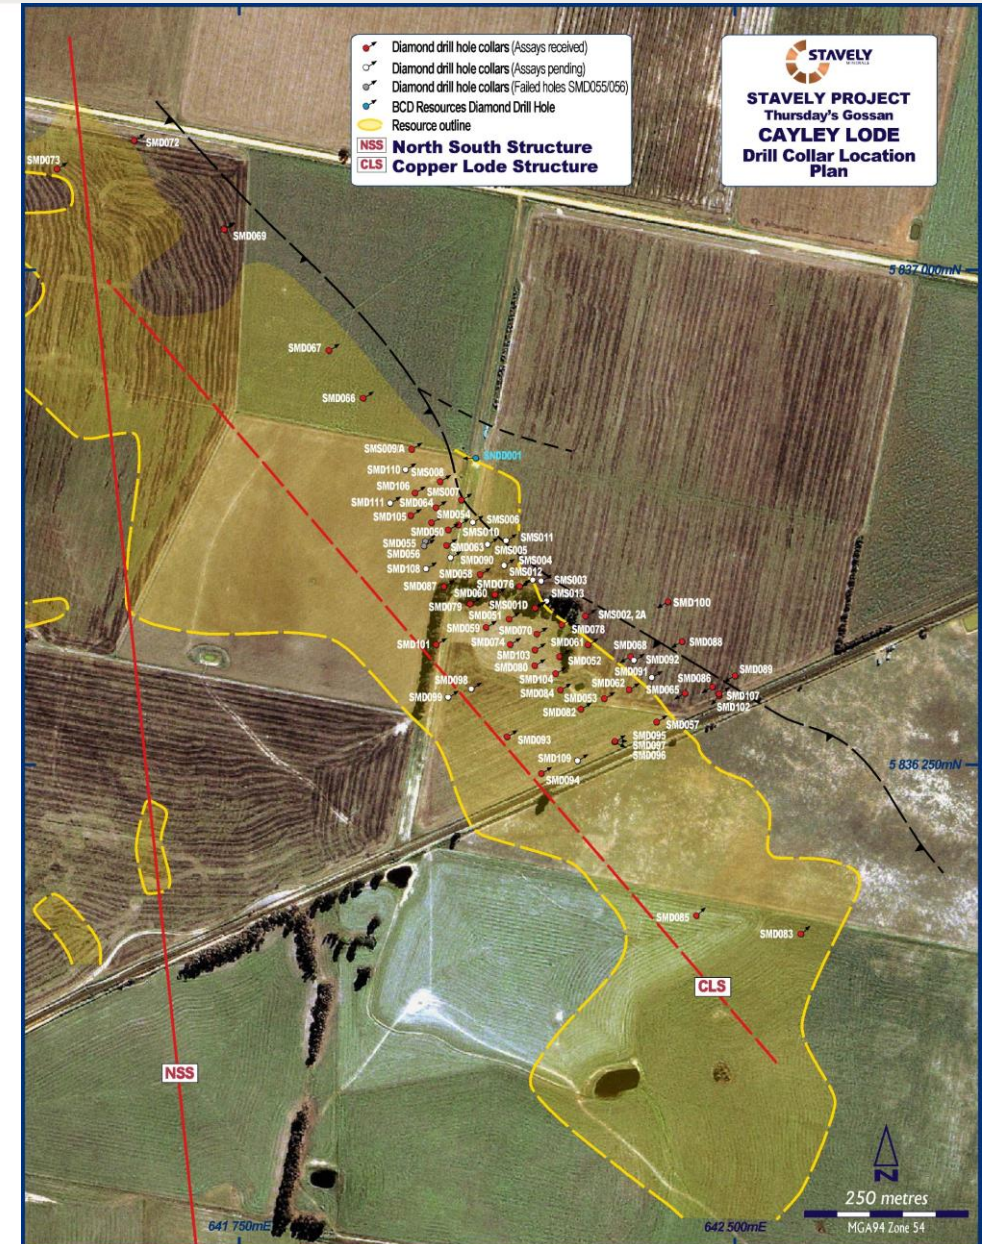 Diamond drill hole collars (Assays received)
Diamond drill hole collars (Assays pending)
Diamond drill hole collars (Failed holes SMD055/056)
BCD Resources Diamond Drill Hole
Resource outline
NSS North South Structure
CLS Copper Lode Structure
STAVELY
MINERALS
STAVELY PROJECT
Thursday's Gossan
CAYLEY LODE
Drill Collar Location
Plan
SMD072
SMD073
SMD069
5 837 000mN
SMD067
SMD066
SMS009/A
SNDD001
SMD110
SMS008
SMD106
SMS007
SMD111
SMD064
SMD105
SMD054
SMS006
SMD050
SMS010
SMS011
SMD055
SMD063
SMS005
SMD056
SMD090
SMS004
SMD108
SMD058
SMS012
SMS003
SMD087
SMD076
SMD060
SMS013
SMD079
SMS001D
SMS002, 2A
SMD100
SMD051
SMD059
SMD070
SMD078
SMD101
SMD074
SMD061
SMD088
SMD103
SMD068
SMD080
SMD052
SMD092
SMD104
SMD091
SMD089
SMD098
SMD084
SMD062
SMD086
SMD099
SMD053
SMD065
SMD107
SMD082
SMD102
SMD057
SMD093
SMD095
SMD097
SMD096
SMD109
5 836 250mN
SMD094
SMD085
SMD083
CLS
NSS
N
250 metres
641 750mE
642 500mE
MGA94 Zone 54